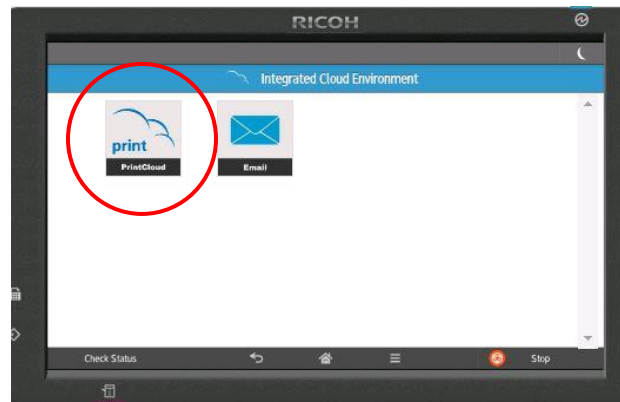 RICOH
Integrated Cloud Environment
print
PrintCloud
Email
Check Status
Stop